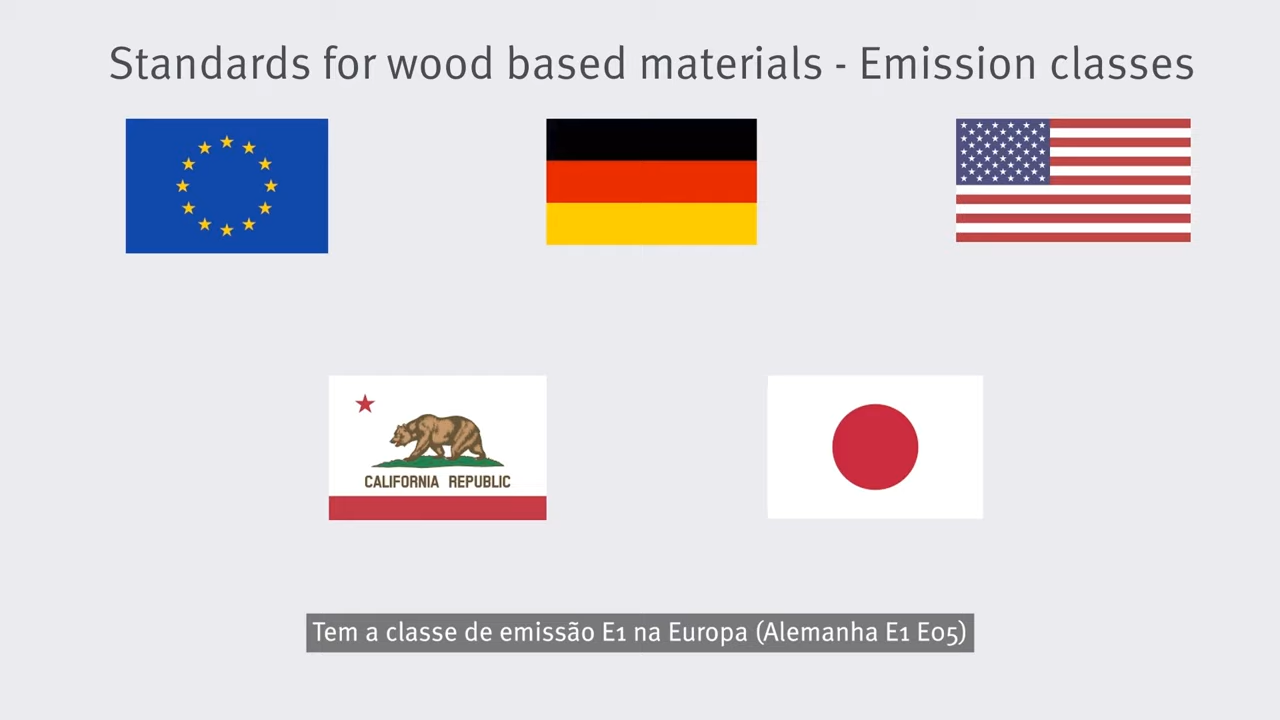 Standards for wood based materials - Emission classes
CALIFORNIA REPUBLIC
Tem a classe de emissão E1 na Europa (Alemanha E1 E05)